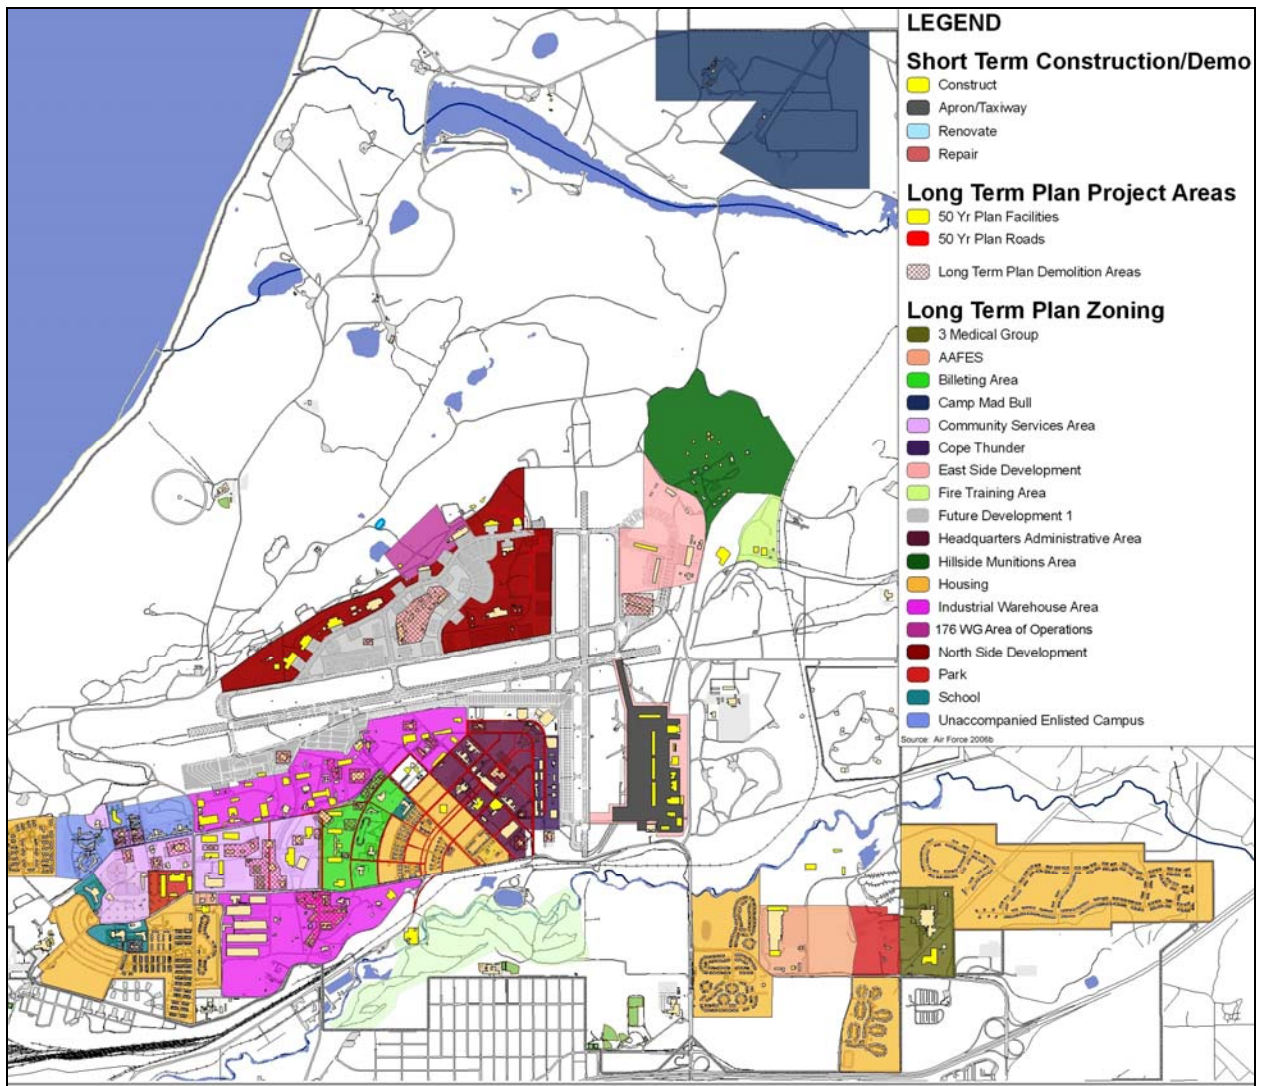 LEGEND
Short Term Construction/Demo
Construct
Apron/Taxiway
Renovate
Repair
Long Term Plan Project Areas
50 Yr Plan Facilities
50 Yr Plan Roads
Long Term Plan Demolition Areas
Long Term Plan Zoning
3 Medical Group
AAFES
Billeting Area
Camp Mad Bull
Community Services Area
Cope Thunder
East Side Development
Fire Training Area
Future Development 1
Headquarters Administrative Area
Hillside Munitions Area
Housing
Industrial Warehouse Area
176 WG Area of Operations
North Side Development
Park
School
Unaccompanied Enlisted Campus
Source: Air Force 2006b